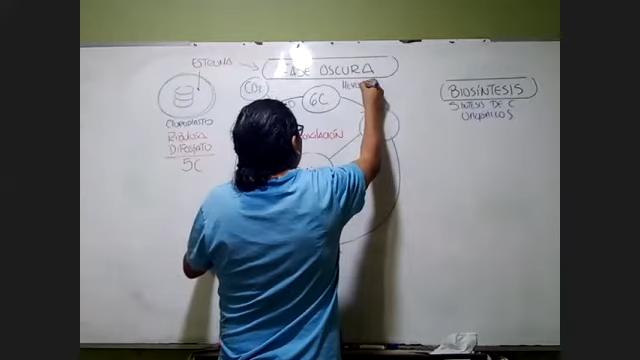 ESTROMA
FASE OSCURA
CO₂
6C
CLOROPLASTO
RIBULOSA
DIFOSFATO
5C
BIOSÍNTESIS
SÍNTESIS DE C
ORGÁNICOS